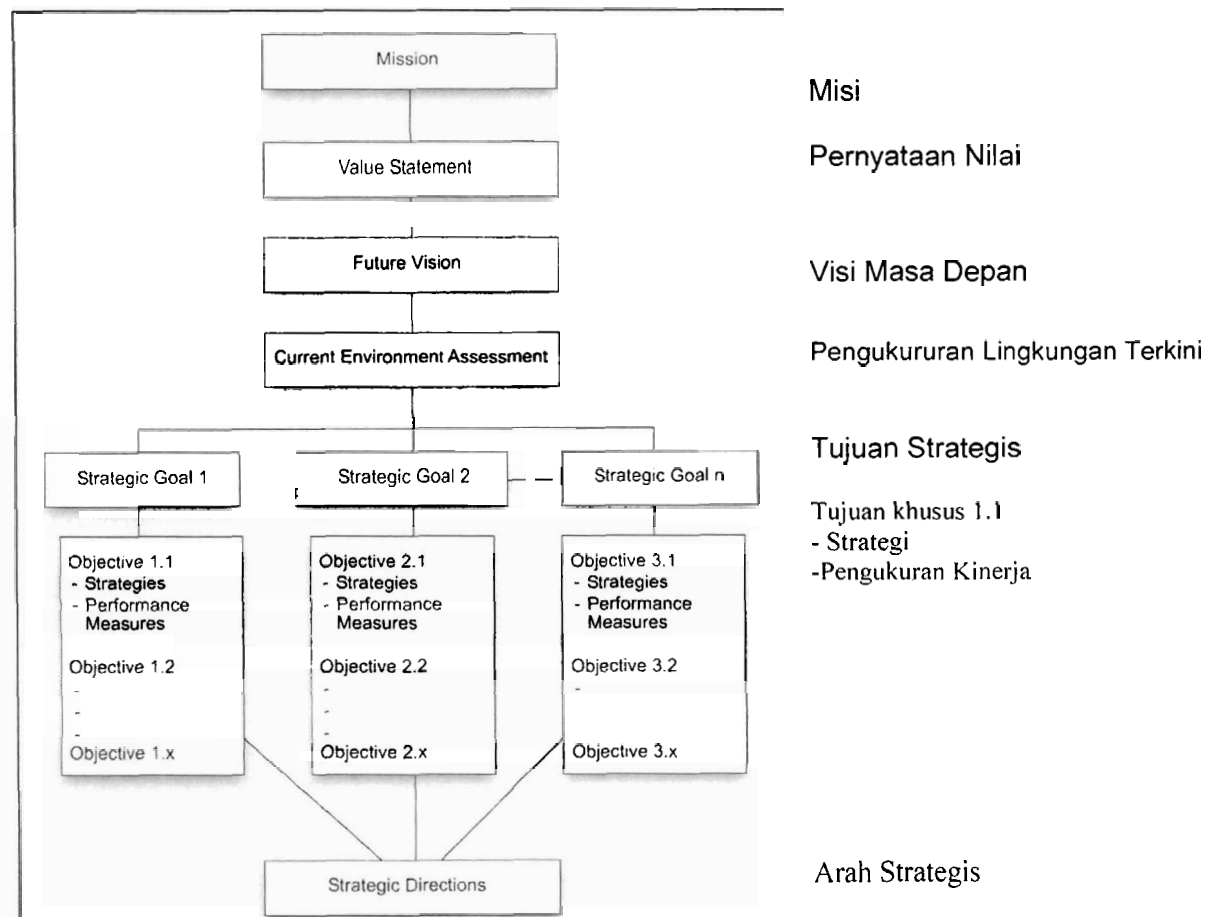 Mission
Value Statement
Future Vision
Current Environment Assessment
Strategic Goal 1
Strategic Goal 2
Strategic Goal n
Objective 1.1
- Strategies
- Performance
Measures
Objective 1.2
-
-
-
Objective 1.x
Objective 2.1
- Strategies
- Performance
Measures
Objective 2.2
-
-
-
Objective 2.x
Objective 3.1
- Strategies
- Performance
Measures
Objective 3.2
-
Objective 3.x
Strategic Directions
Misi
Pernyataan Nilai
Visi Masa Depan
Pengukururan Lingkungan Terkini
Tujuan Strategis
Tujuan khusus 1.1
- Strategi
-Pengukuran Kinerja
Arah Strategis